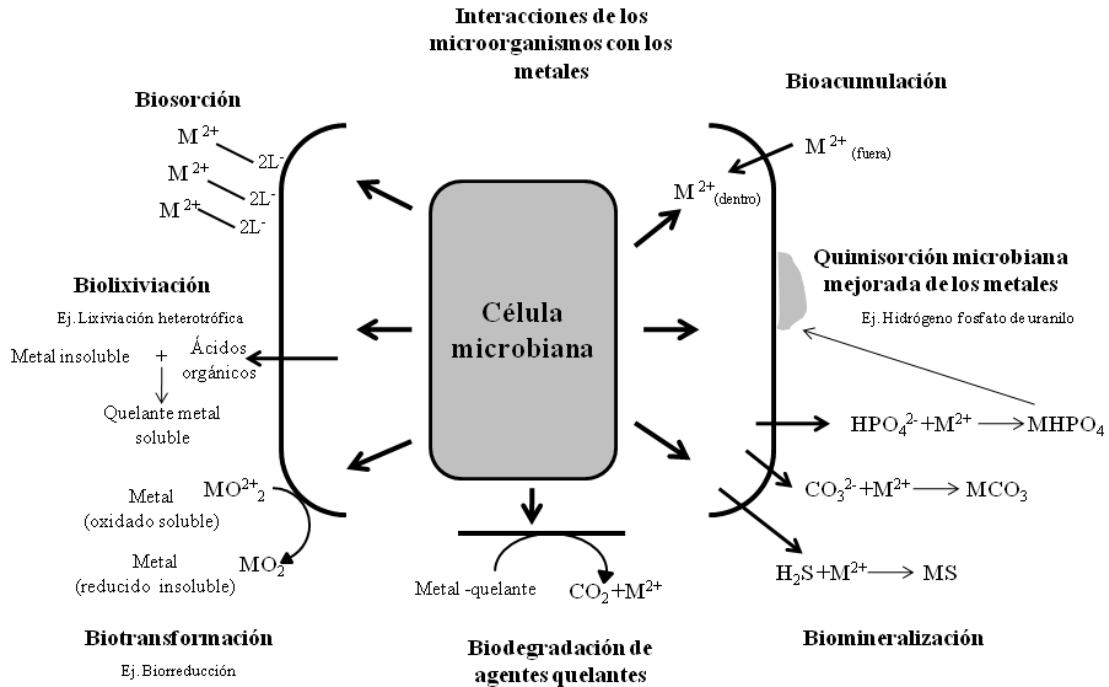 Interacciones de los
microorganismos con los
metales
Biosorción
M²⁺
2L⁻
M²⁺
2L⁻
M²⁺
2L⁻
Bioacumulación
M²⁺ (fuera)
M²⁺ (dentro)
Biolixiviación
Ej. Lixiviación heterotrófica
Metal insoluble + Ácidos
orgánicos
Quelante metal
soluble
Célula
microbiana
Quimisorción microbiana
mejorada de los metales
Ej. Hidrógeno fosfato de uranilo
HPO₄²⁻+M²⁺ → MHPO₄
CO₃²⁻+M²⁺ → MCO₃
H₂S+M²⁺ → MS
Metal
(oxidado soluble)
MO²⁺₂
Metal
(reducido insoluble)
MO₂
Metal -quelante
CO₂+M²⁺
Biotransformación
Ej. Biorreducción
Biodegradación de
agentes quelantes
Biomineralización